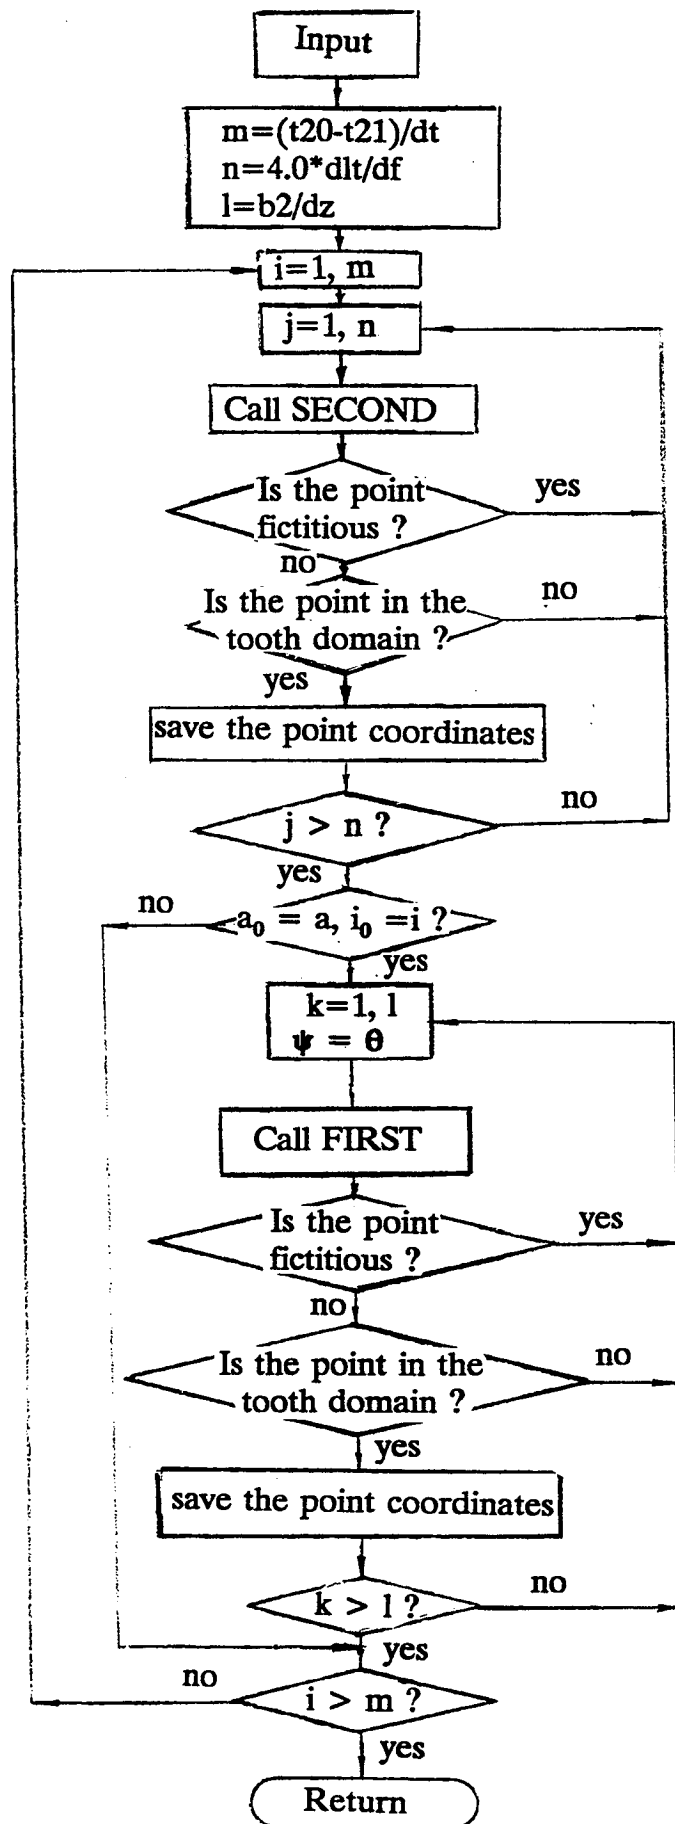 Input
m=(t20-t21)/dt
n=4.0*dlt/df
l=b2/dz
i=1, m
j=1, n
Call SECOND
Is the point
fictitious ?
yes
no
Is the point in the
tooth domain ?
no
yes
save the point coordinates
j > n ?
no
yes
a₀ = a, i₀ =i ?
no
yes
k=1, l
ψ = θ
Call FIRST
Is the point
fictitious ?
yes
no
Is the point in the
tooth domain ?
no
yes
save the point coordinates
k > l ?
no
yes
i > m ?
no
yes
Return